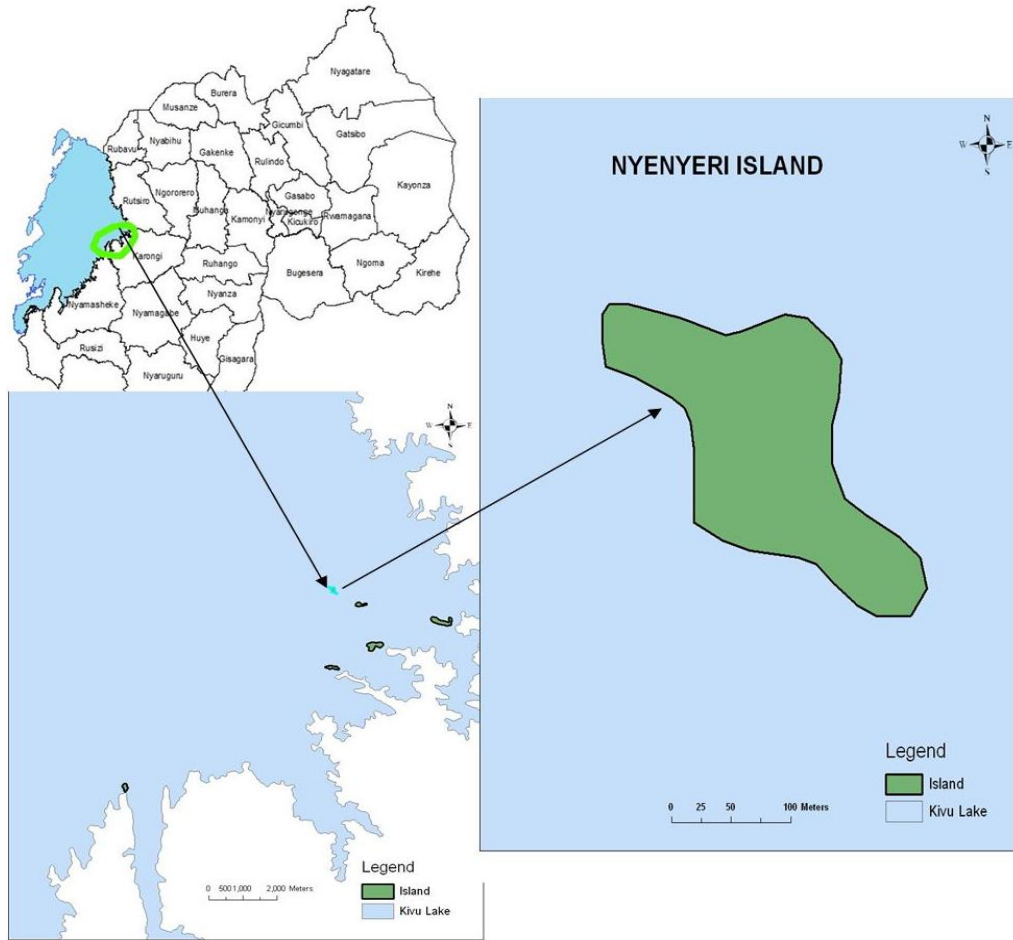 Nyagatare
Burera
Musanze
Gicumbi
Gatsibo
Rubavu
Nyabihu
Gakenke
Rulindo
Kayonza
Gasabo
Rutsiro
Ngororero
Muhanga
Kamonyi
Kicukiro
Rwamagana
Karongi
Ruhango
Bugesera
Ngoma
Kirehe
Nyanza
Nyamasheke
Nyamagabe
Huye
Rusizi
Gisagara
Nyaruguru
N
W E
S
Legend
0 5001,000 2,000 Meters
Island
Kivu Lake
N
W E
S
NYENYERI ISLAND
Legend
Island
0 25 50 100 Meters
Kivu Lake